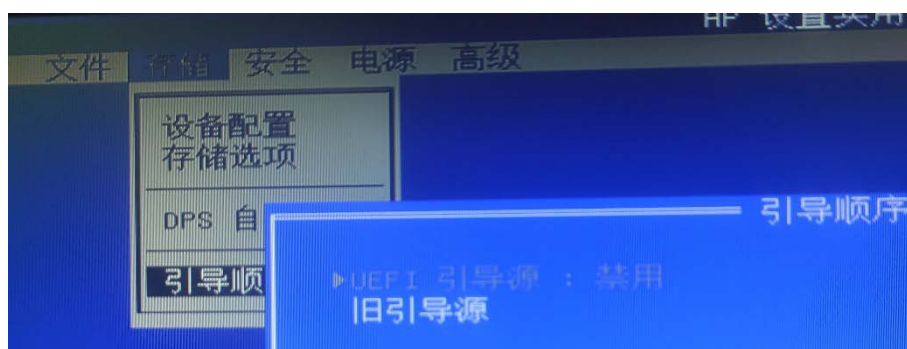 HP 设置实用
文件 存储 安全 电源 高级
设备配置
存储选项
DPS 自
引导顺序
引导顺
▶UEFI 引导源 : 禁用
旧引导源